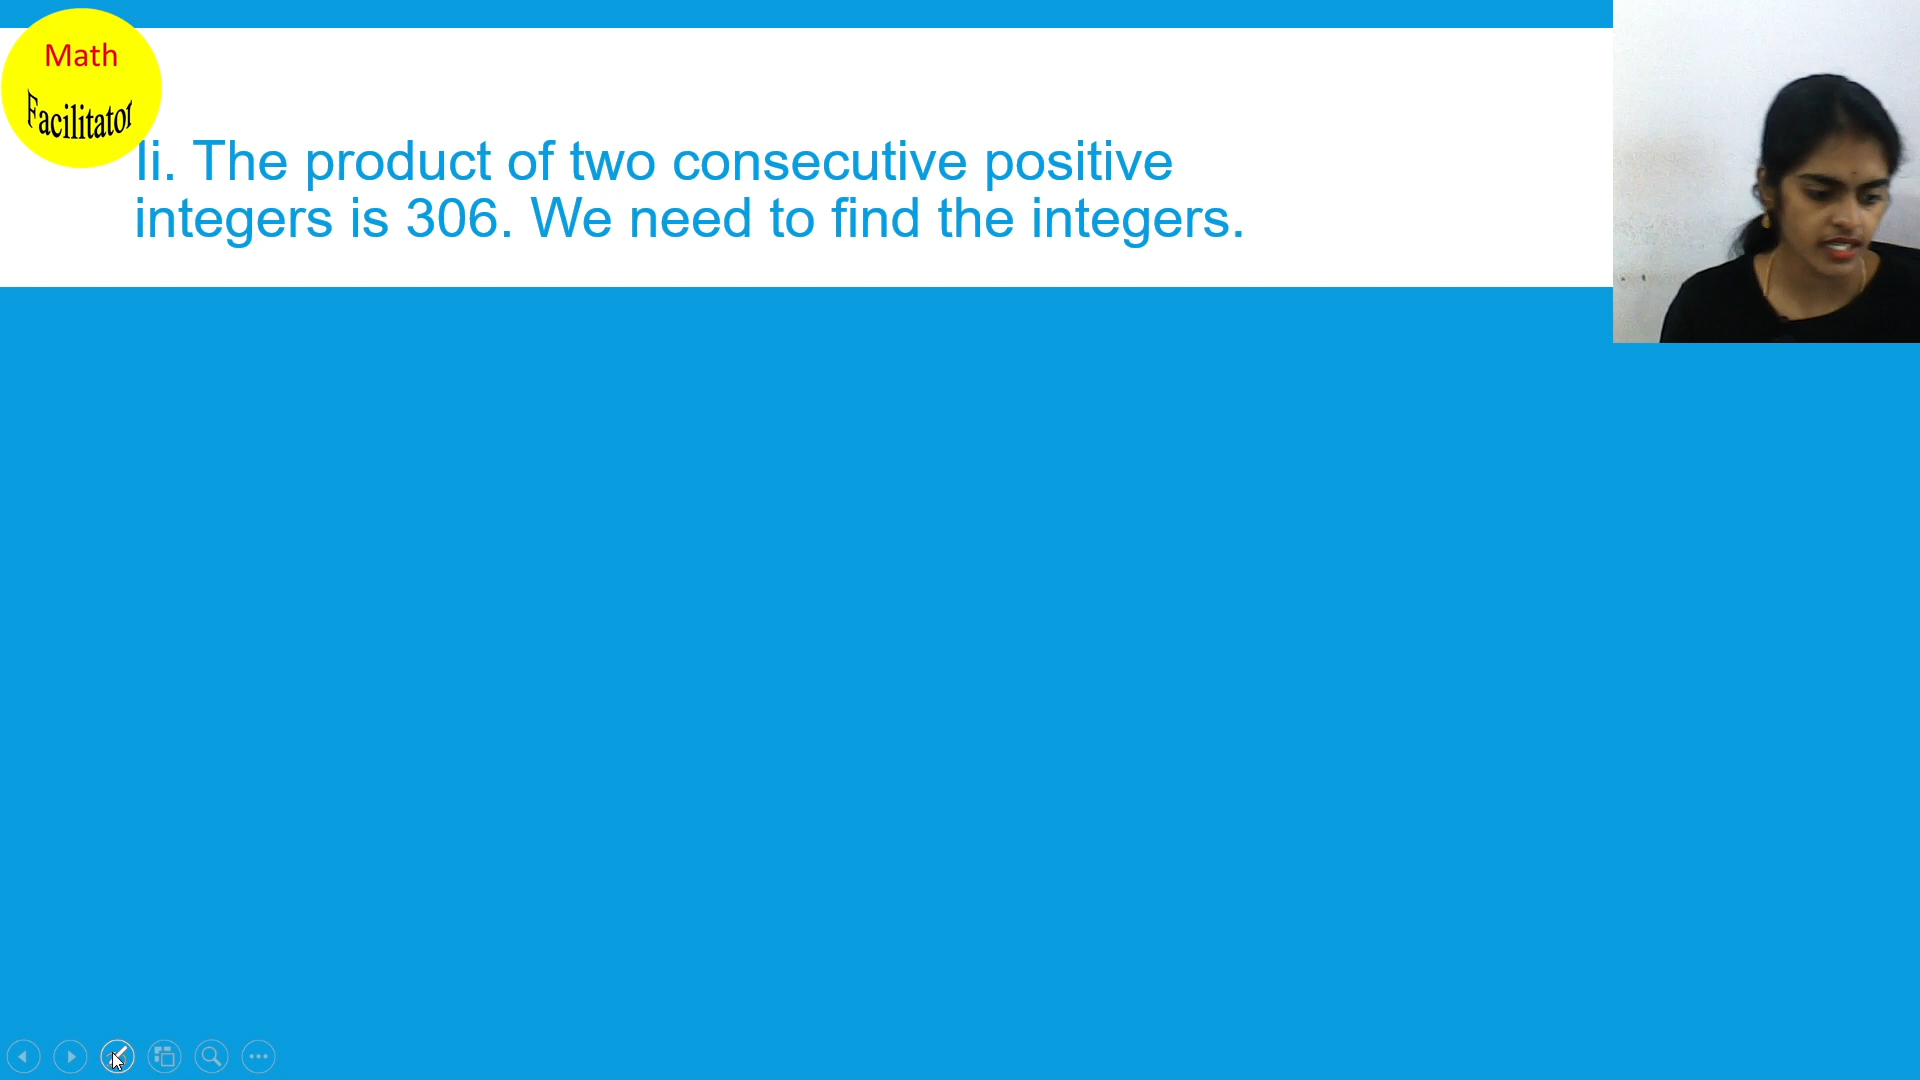 Math
Facilitator
Ii. The product of two consecutive positive
integers is 306. We need to find the integers.